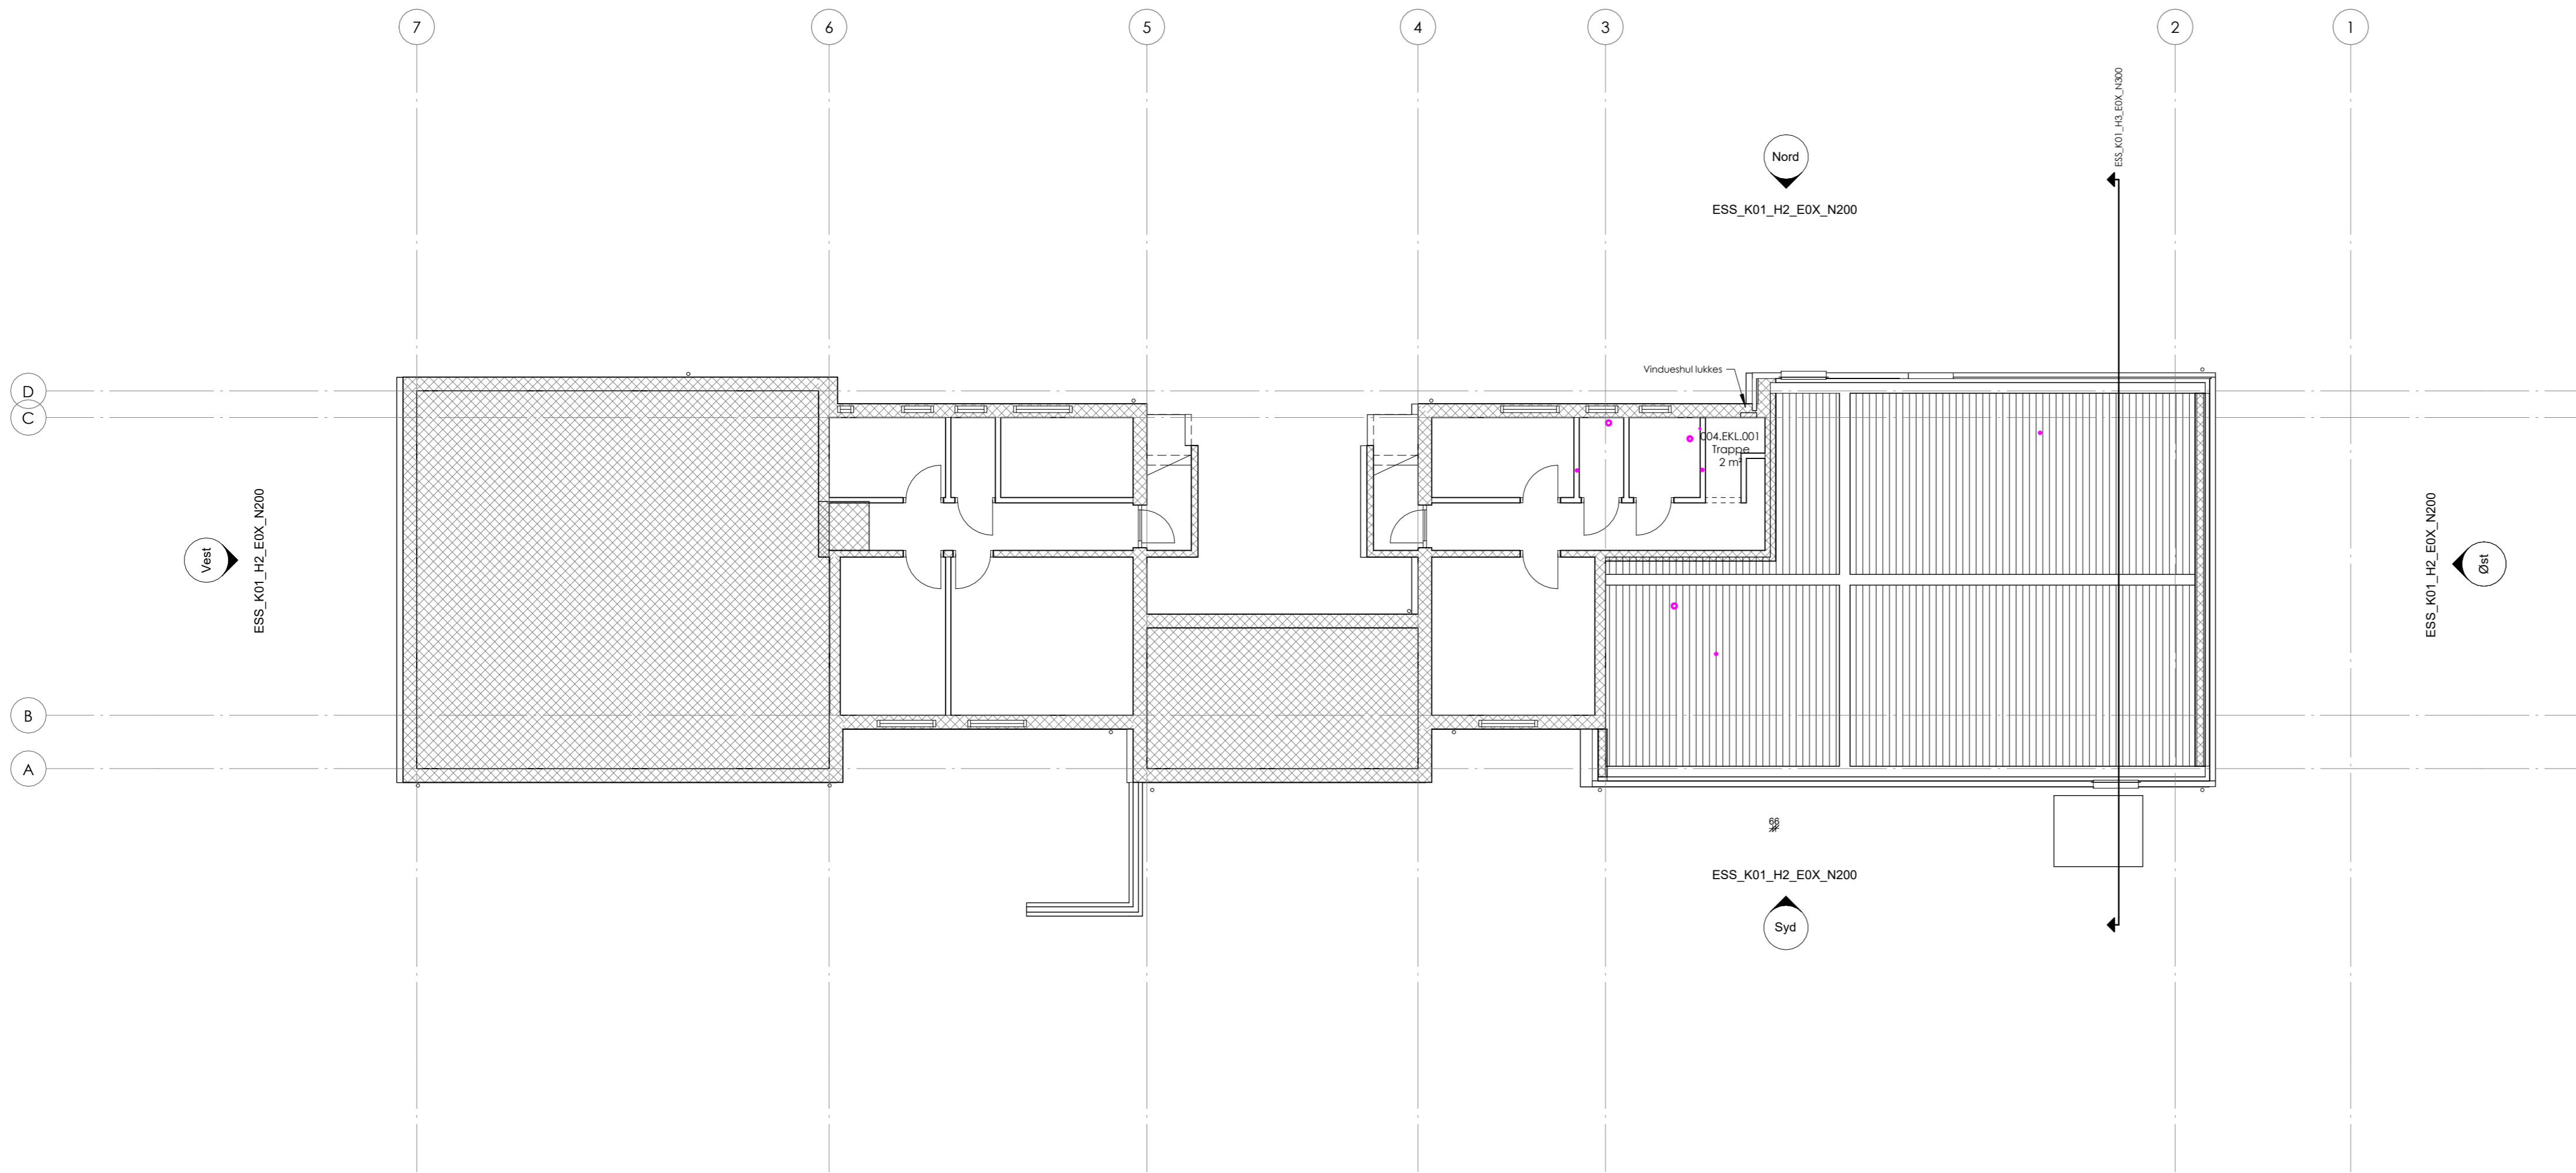 7
6
5
4
3
2
1
ESS_K01_H3_E0X_N300
Nord
ESS_K01_H2_E0X_N200
Vindueshul lukkes
D
C
004.EKL.001
Trappe
2 m²
Vest
ESS_K01_H2_E0X_N200
ESS_K01_H2_E0X_N200
Øst
B
A
66
ESS_K01_H2_E0X_N200
Syd